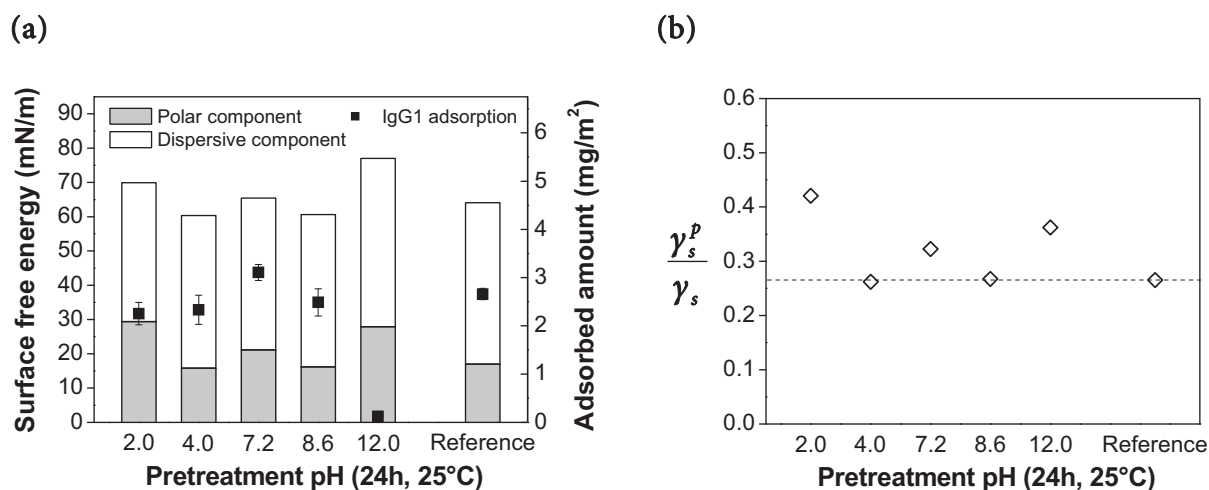 (a)
Surface free energy (mN/m)
90
80
70
60
50
40
30
20
10
0
Polar component
IgG1 adsorption
Dispersive component
6
5
4
3
2
1
0
Adsorbed amount (mg/m²)
2.0 4.0 7.2 8.6 12.0 Reference
Pretreatment pH (24h, 25°C)
(b)
γₛᵖ
γₛ
0.6
0.5
0.4
0.3
0.2
0.1
0.0
2.0 4.0 7.2 8.6 12.0 Reference
Pretreatment pH (24h, 25°C)